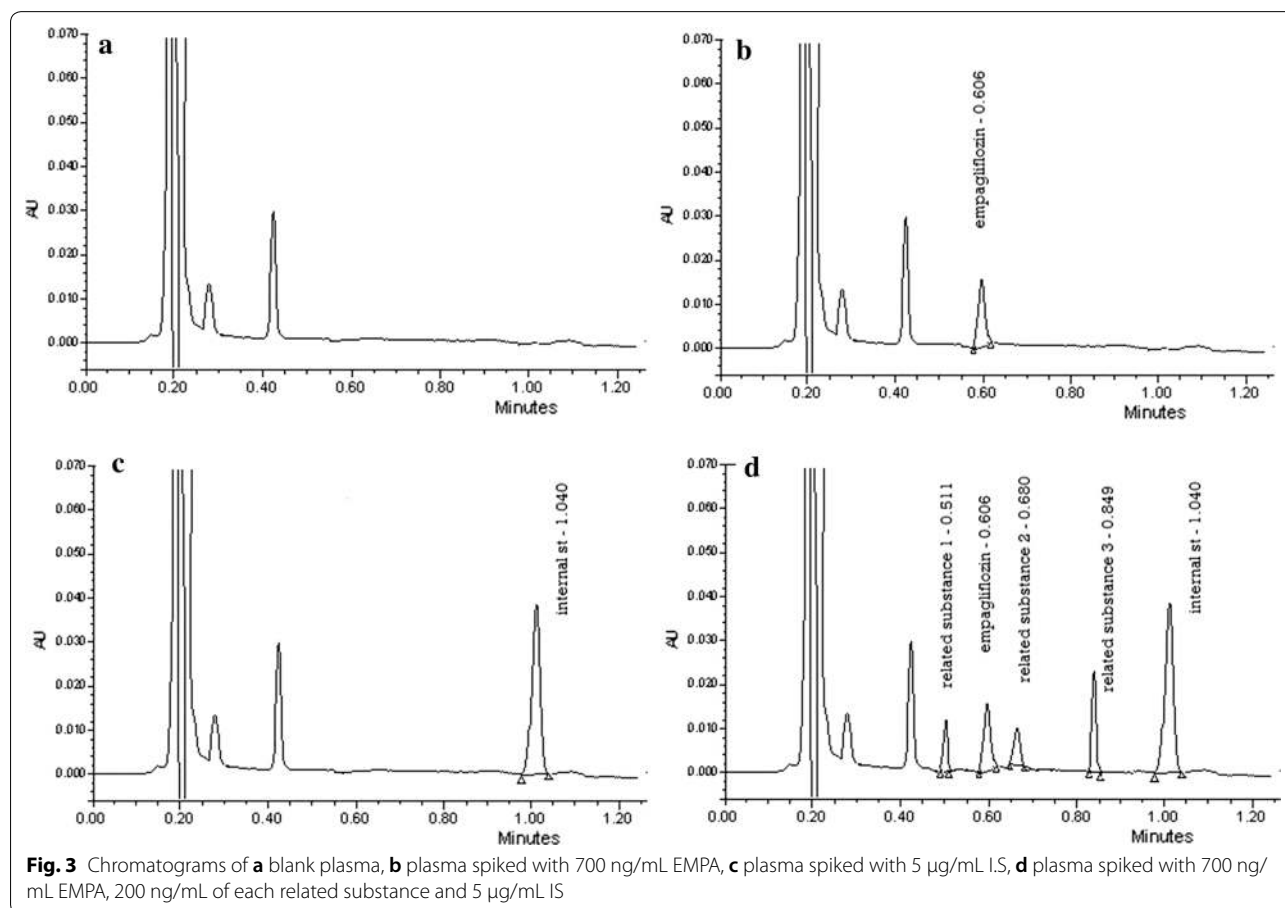 a
0.070
0.060
0.050
0.040
0.030
0.020
0.010
0.000
AU
0.00 0.20 0.40 0.60 0.80 1.00 1.20
Minutes
b
0.070
0.060
0.050
0.040
0.030
0.020
0.010
0.000
AU
empagliflozin - 0.606
0.00 0.20 0.40 0.60 0.80 1.00 1.20
Minutes
c
0.070
0.060
0.050
0.040
0.030
0.020
0.010
0.000
AU
internal st - 1.040
0.00 0.20 0.40 0.60 0.80 1.00 1.20
Minutes
d
0.070
0.060
0.050
0.040
0.030
0.020
0.010
0.000
AU
related substance 1 - 0.511
empagliflozin - 0.606
related substance 2 - 0.680
related substance 3 - 0.849
internal st - 1.040
0.00 0.20 0.40 0.60 0.80 1.00 1.20
Minutes
Fig. 3 Chromatograms of a blank plasma, b plasma spiked with 700 ng/mL EMPA, c plasma spiked with 5 µg/mL I.S, d plasma spiked with 700 ng/
mL EMPA, 200 ng/mL of each related substance and 5 µg/mL IS